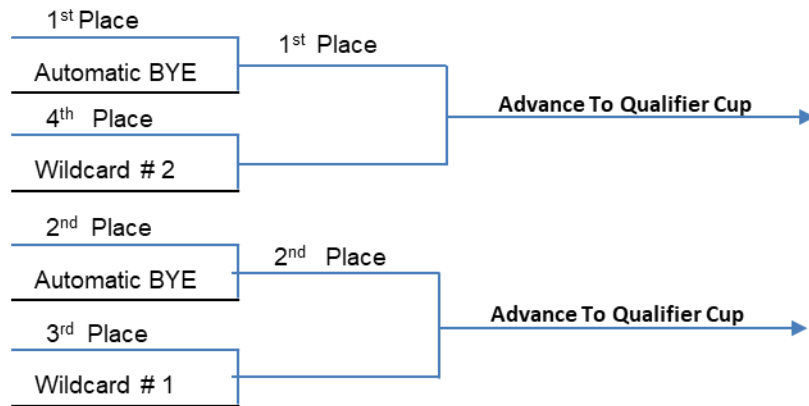 1st Place
1st Place
Automatic BYE
Advance To Qualifier Cup
4th Place
Wildcard # 2
2nd Place
2nd Place
Automatic BYE
Advance To Qualifier Cup
3rd Place
Wildcard # 1